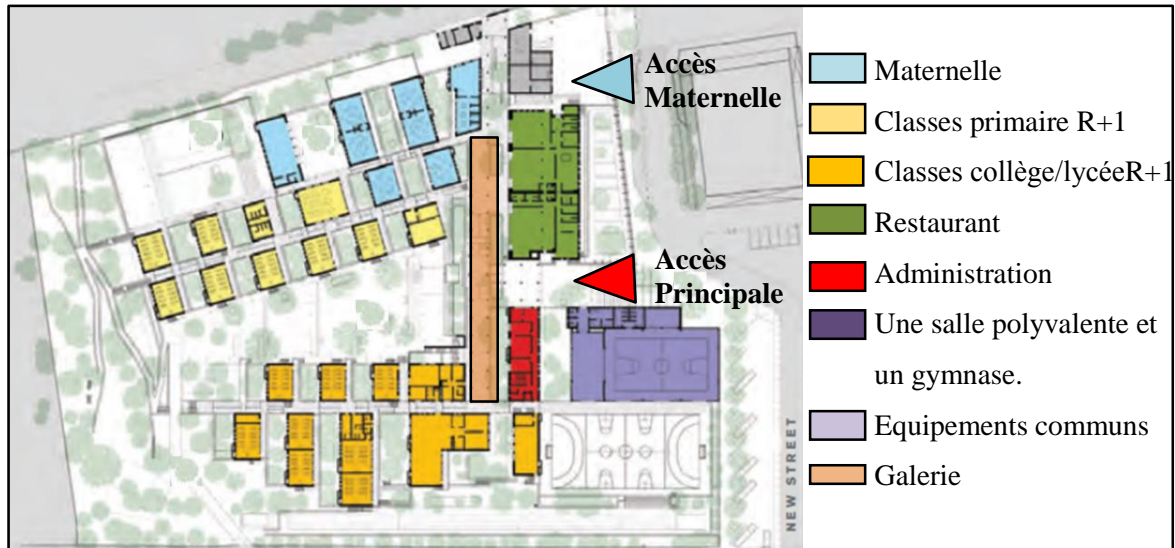 Accès
Maternelle
Accès
Principale
NEW STREET
Maternelle
Classes primaire R+1
Classes collège/lycéeR+1
Restaurant
Administration
Une salle polyvalente et
un gymnase.
Equipements communs
Galerie